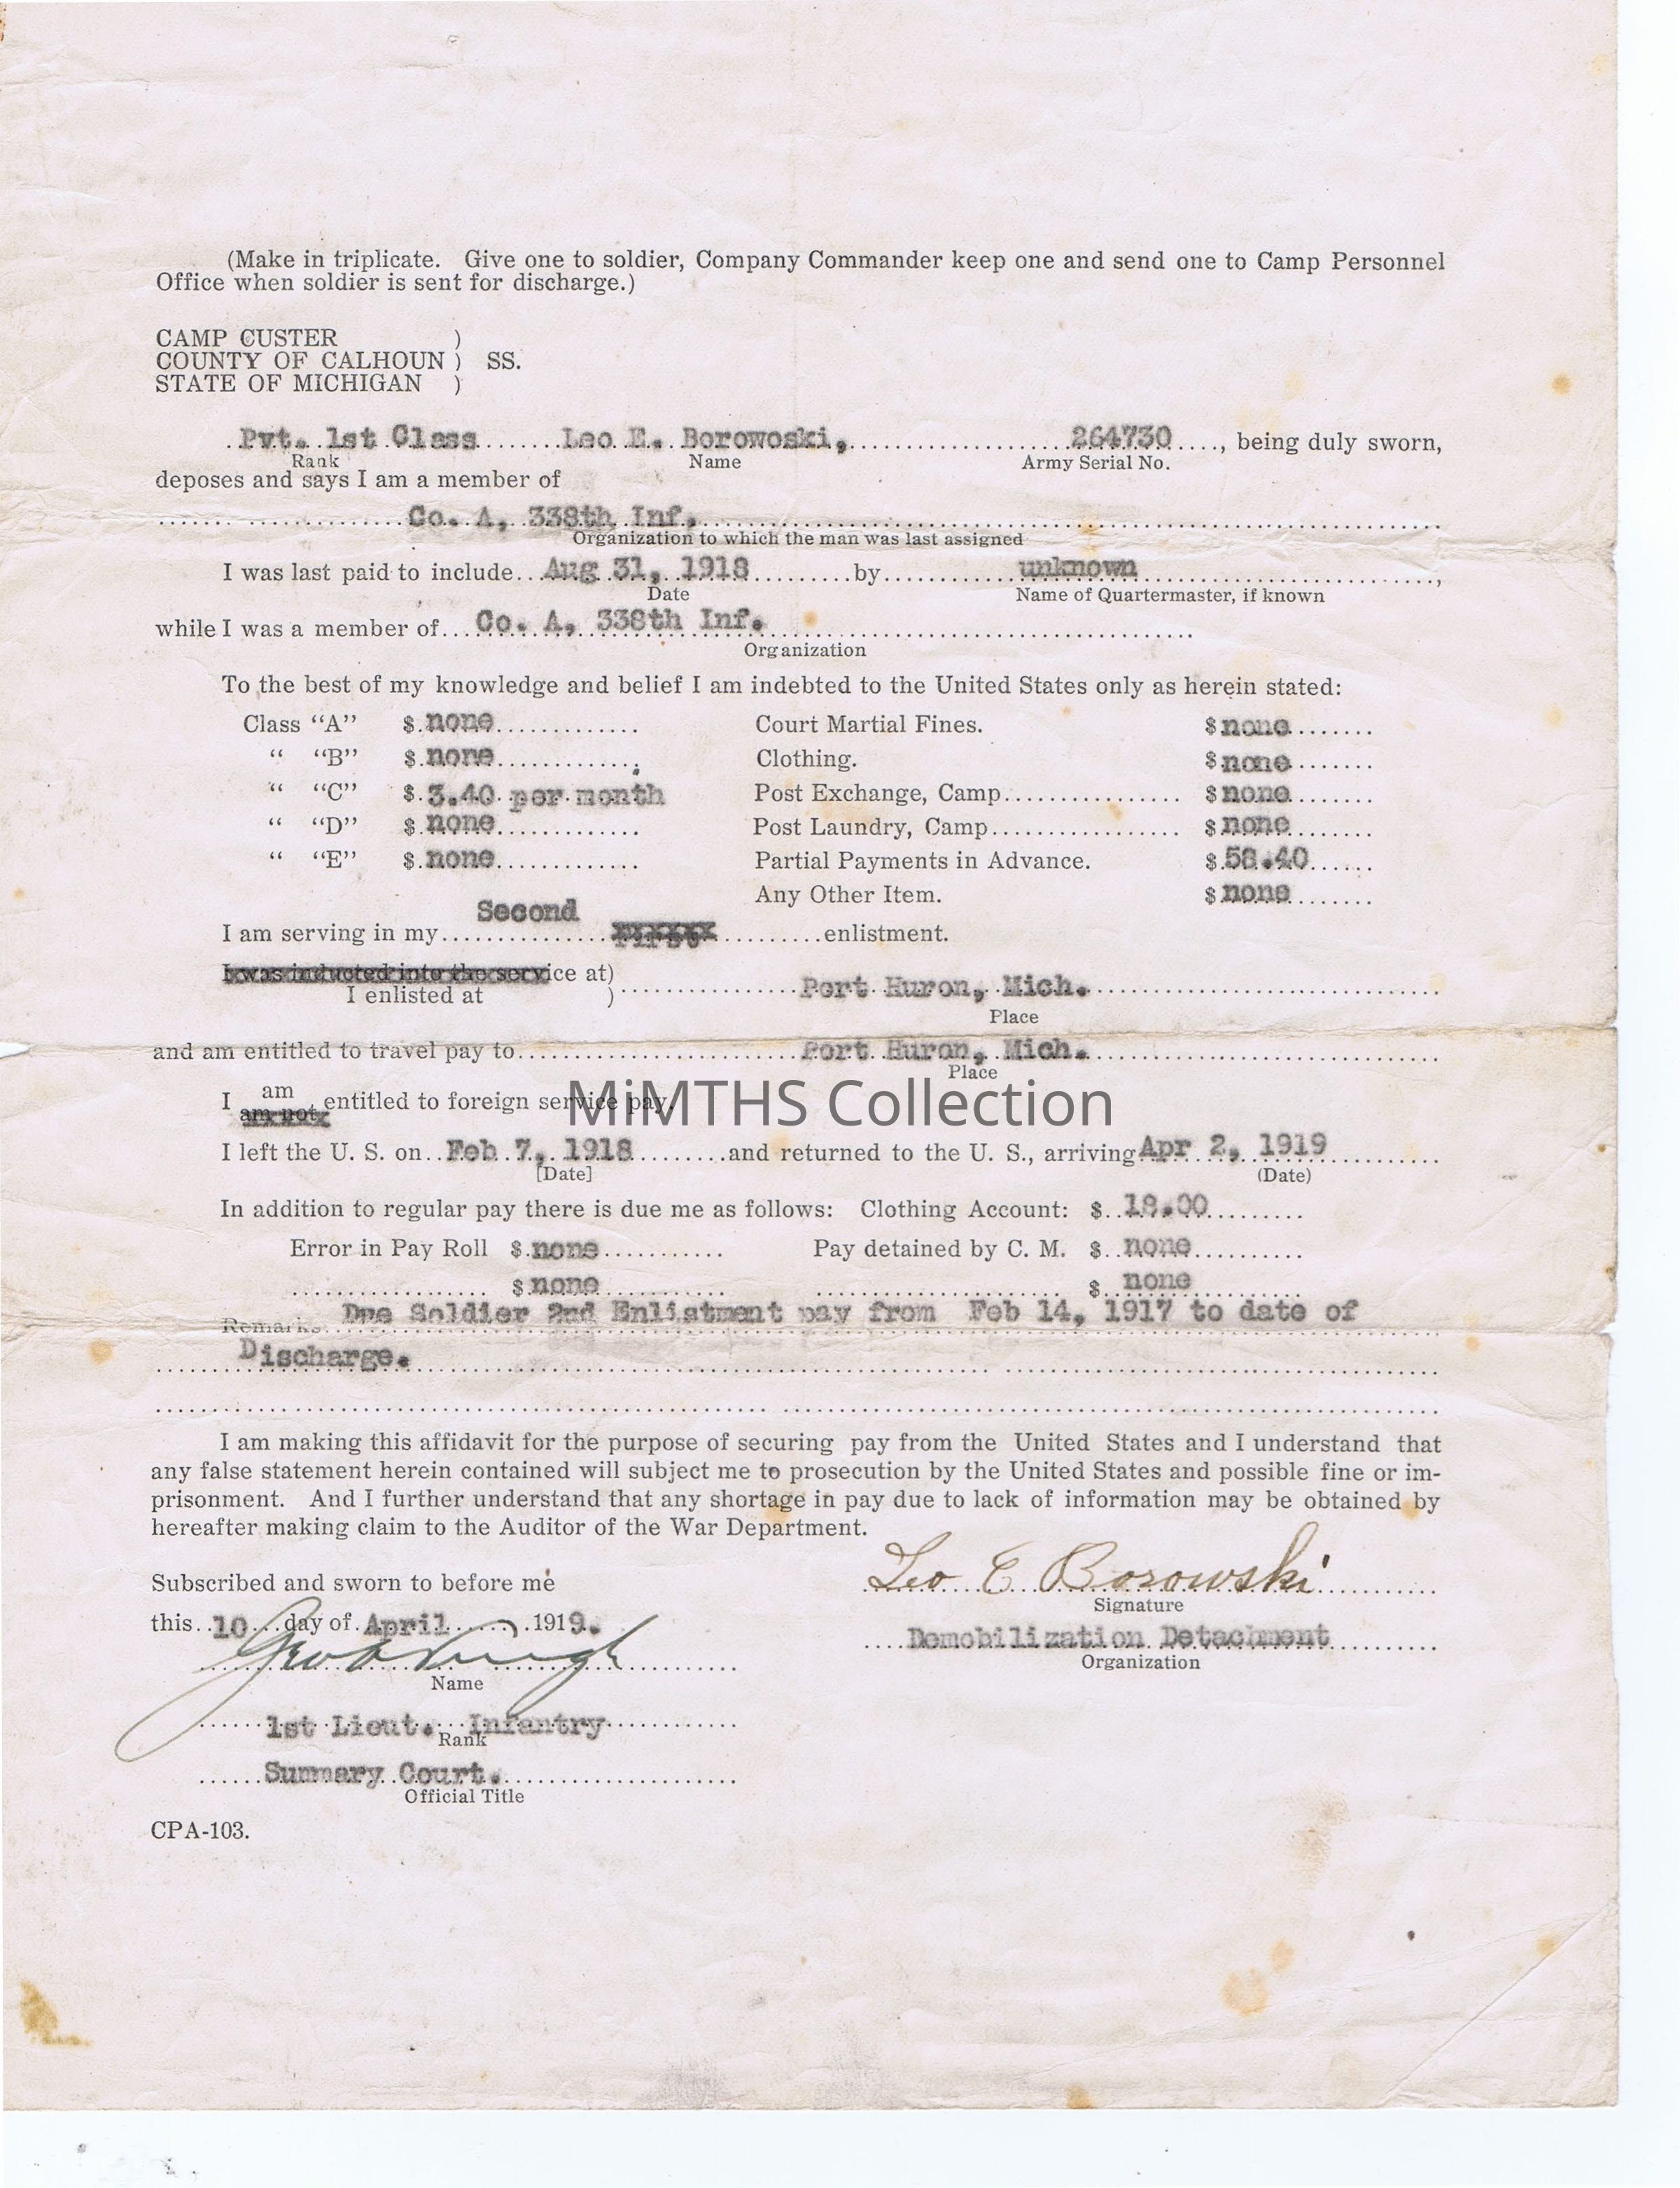 (Make in triplicate. Give one to soldier, Company Commander keep one and send one to Camp Personnel
Office when soldier is sent for discharge.)
CAMP CUSTER )
COUNTY OF CALHOUN ) SS.
STATE OF MICHIGAN )
Pvt. 1st Class Leo E. Borowoski, 264730, being duly sworn,
Rank Name Army Serial No.
deposes and says I am a member of
Co. A, 338th Inf.
Organization to which the man was last assigned
I was last paid to include Aug 31, 1918 by unknown,
Date Name of Quartermaster, if known
while I was a member of Co. A, 338th Inf.
Organization
To the best of my knowledge and belief I am indebted to the United States only as herein stated:
Class "A" $ none Court Martial Fines. $ none
" "B" $ none Clothing. $ none
" "C" $ 3.40 per month Post Exchange, Camp $ none
" "D" $ none Post Laundry, Camp $ none
" "E" $ none Partial Payments in Advance. $ 58.40
Any Other Item. $ none
Second
I am serving in my First enlistment.
I was inducted into the service at)
I enlisted at ) Port Huron, Mich.
Place
and am entitled to travel pay to Port Huron, Mich.
Place
MiMTHS Collection
am
I am not entitled to foreign service pay.
I left the U. S. on Feb 7, 1918 and returned to the U. S., arriving Apr 2, 1919
[Date] (Date)
In addition to regular pay there is due me as follows: Clothing Account: $ 18.00
Error in Pay Roll $ none Pay detained by C. M. $ none
$ none $ none
Remarks Due Soldier 2nd Enlistment pay from Feb 14, 1917 to date of
Discharge.
I am making this affidavit for the purpose of securing pay from the United States and I understand that
any false statement herein contained will subject me to prosecution by the United States and possible fine or im-
prisonment. And I further understand that any shortage in pay due to lack of information may be obtained by
hereafter making claim to the Auditor of the War Department.
Leo E Borowski
Subscribed and sworn to before me
Signature
this 10 day of April 1919.
Demobilization Detachment
Organization
Name
1st Lieut. Infantry
Rank
Summary Court.
Official Title
CPA-103.